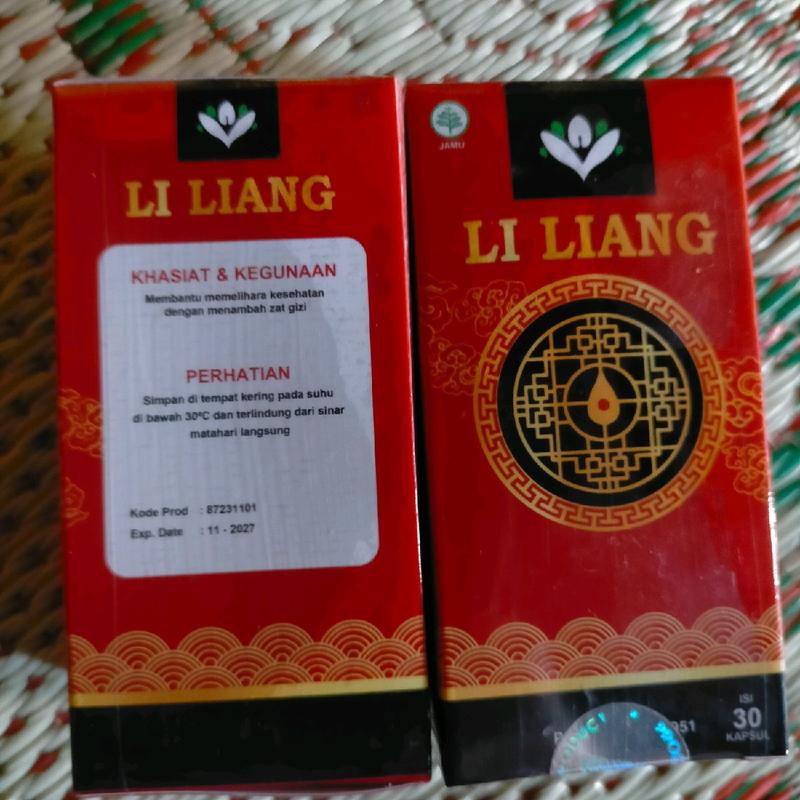 LI LIANG
KHASIAT & KEGUNAAN
Membantu memelihara kesehatan
dengan menambah zat gizi
PERHATIAN
Simpan di tempat kering pada suhu
di bawah 30°C dan terlindung dari sinar
matahari langsung
Kode Prod : 87231101
Exp. Date : 11 - 2027
JAMU
LI LIANG
ISI
30
KAPSUL